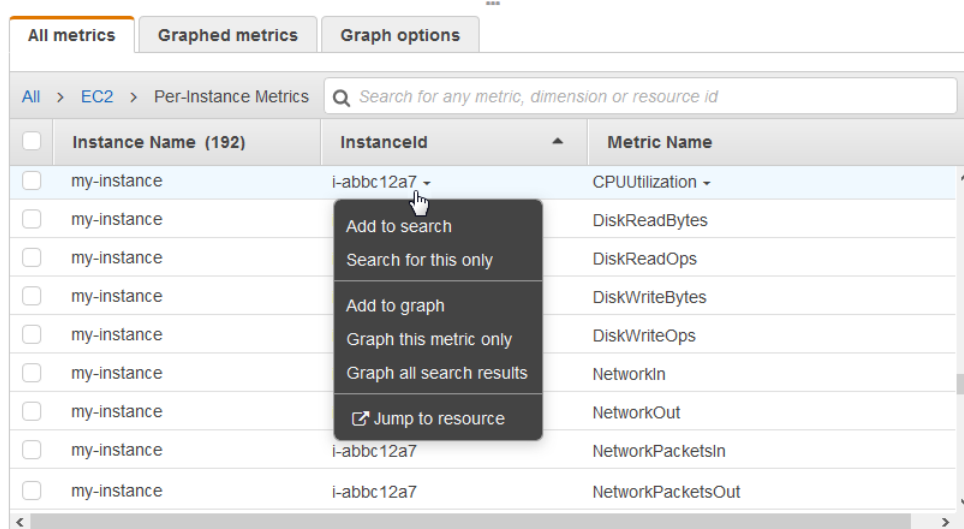 All metrics Graphed metrics Graph options
All > EC2 > Per-Instance Metrics Search for any metric, dimension or resource id
Instance Name (192) InstanceId Metric Name
my-instance i-abbc12a7 CPUUtilization
my-instance DiskReadBytes
my-instance DiskReadOps
my-instance DiskWriteBytes
my-instance DiskWriteOps
my-instance NetworkIn
my-instance NetworkOut
my-instance i-abbc12a7 NetworkPacketsIn
my-instance i-abbc12a7 NetworkPacketsOut
Add to search
Search for this only
Add to graph
Graph this metric only
Graph all search results
Jump to resource